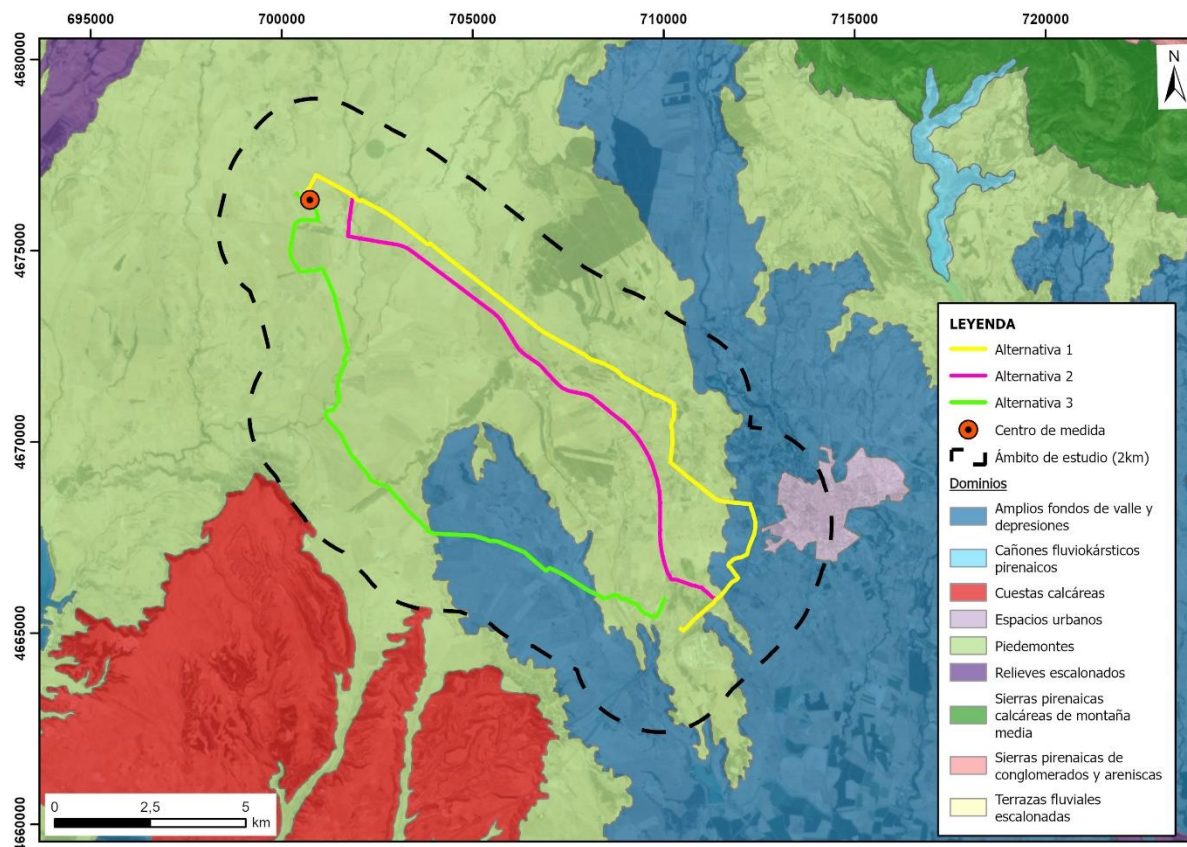 695000 700000 705000 710000 715000 720000
4680000
4675000
4670000
4665000
4660000
N
LEYENDA
Alternativa 1
Alternativa 2
Alternativa 3
Centro de medida
Ámbito de estudio (2km)
Dominios
Amplios fondos de valle y
depresiones
Cañones fluviokársticos
pirenaicos
Cuestas calcáreas
Espacios urbanos
Piedemontes
Relieves escalonados
Sierras pirenaicas
calcáreas de montaña
media
Sierras pirenaicas de
conglomerados y areniscas
Terrazas fluviales
escalonadas
0 2,5 5
km